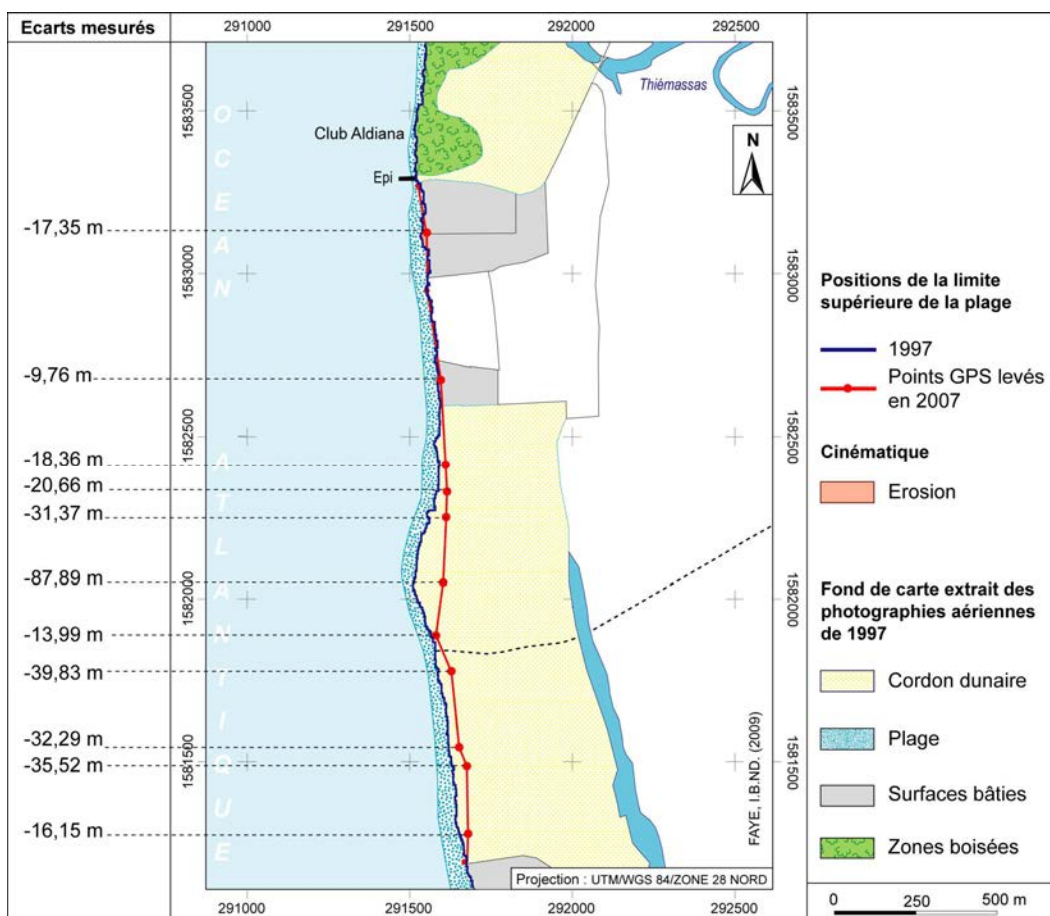 Ecarts mesurés
291000
291500
292000
292500
Thiémassas
1583500
1583500
Club Aldiana
N
Epi
-17,35 m
1583000
1583000
-9,76 m
1582500
1582500
-18,36 m
-20,66 m
-31,37 m
-87,89 m
1582000
1582000
-13,99 m
-39,83 m
-32,29 m
-35,52 m
1581500
1581500
-16,15 m
OCEAN ATLANTIQUE
FAYE, I.B.ND. (2009)
Projection : UTM/WGS 84/ZONE 28 NORD
291000
291500
292000
292500
Positions de la limite
supérieure de la plage
1997
Points GPS levés
en 2007
Cinématique
Erosion
Fond de carte extrait des
photographies aériennes
de 1997
Cordon dunaire
Plage
Surfaces bâties
Zones boisées
0
250
500 m